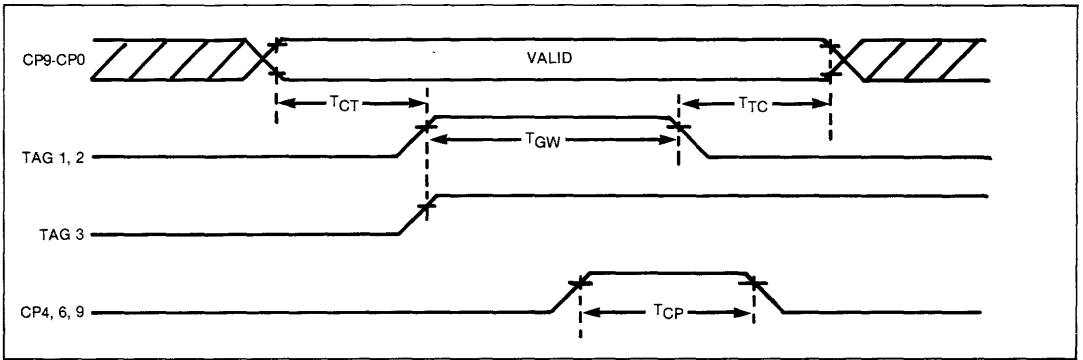 CP9-CP0
VALID
TCT
TTC
TAG 1, 2
TGW
TAG 3
CP4, 6, 9
TCP